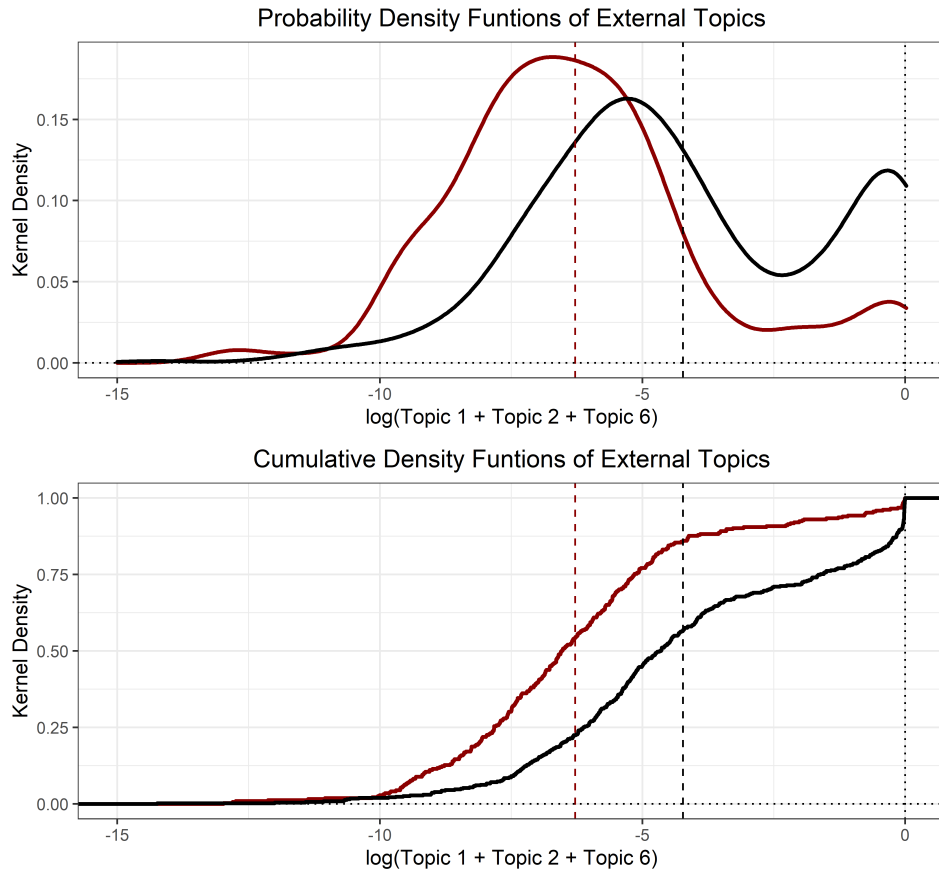 Probability Density Funtions of External Topics
Kernel Density
0.15
0.10
0.05
0.00
-15
-10
-5
0
log(Topic 1 + Topic 2 + Topic 6)
Cumulative Density Funtions of External Topics
Kernel Density
1.00
0.75
0.50
0.25
0.00
-15
-10
-5
0
log(Topic 1 + Topic 2 + Topic 6)